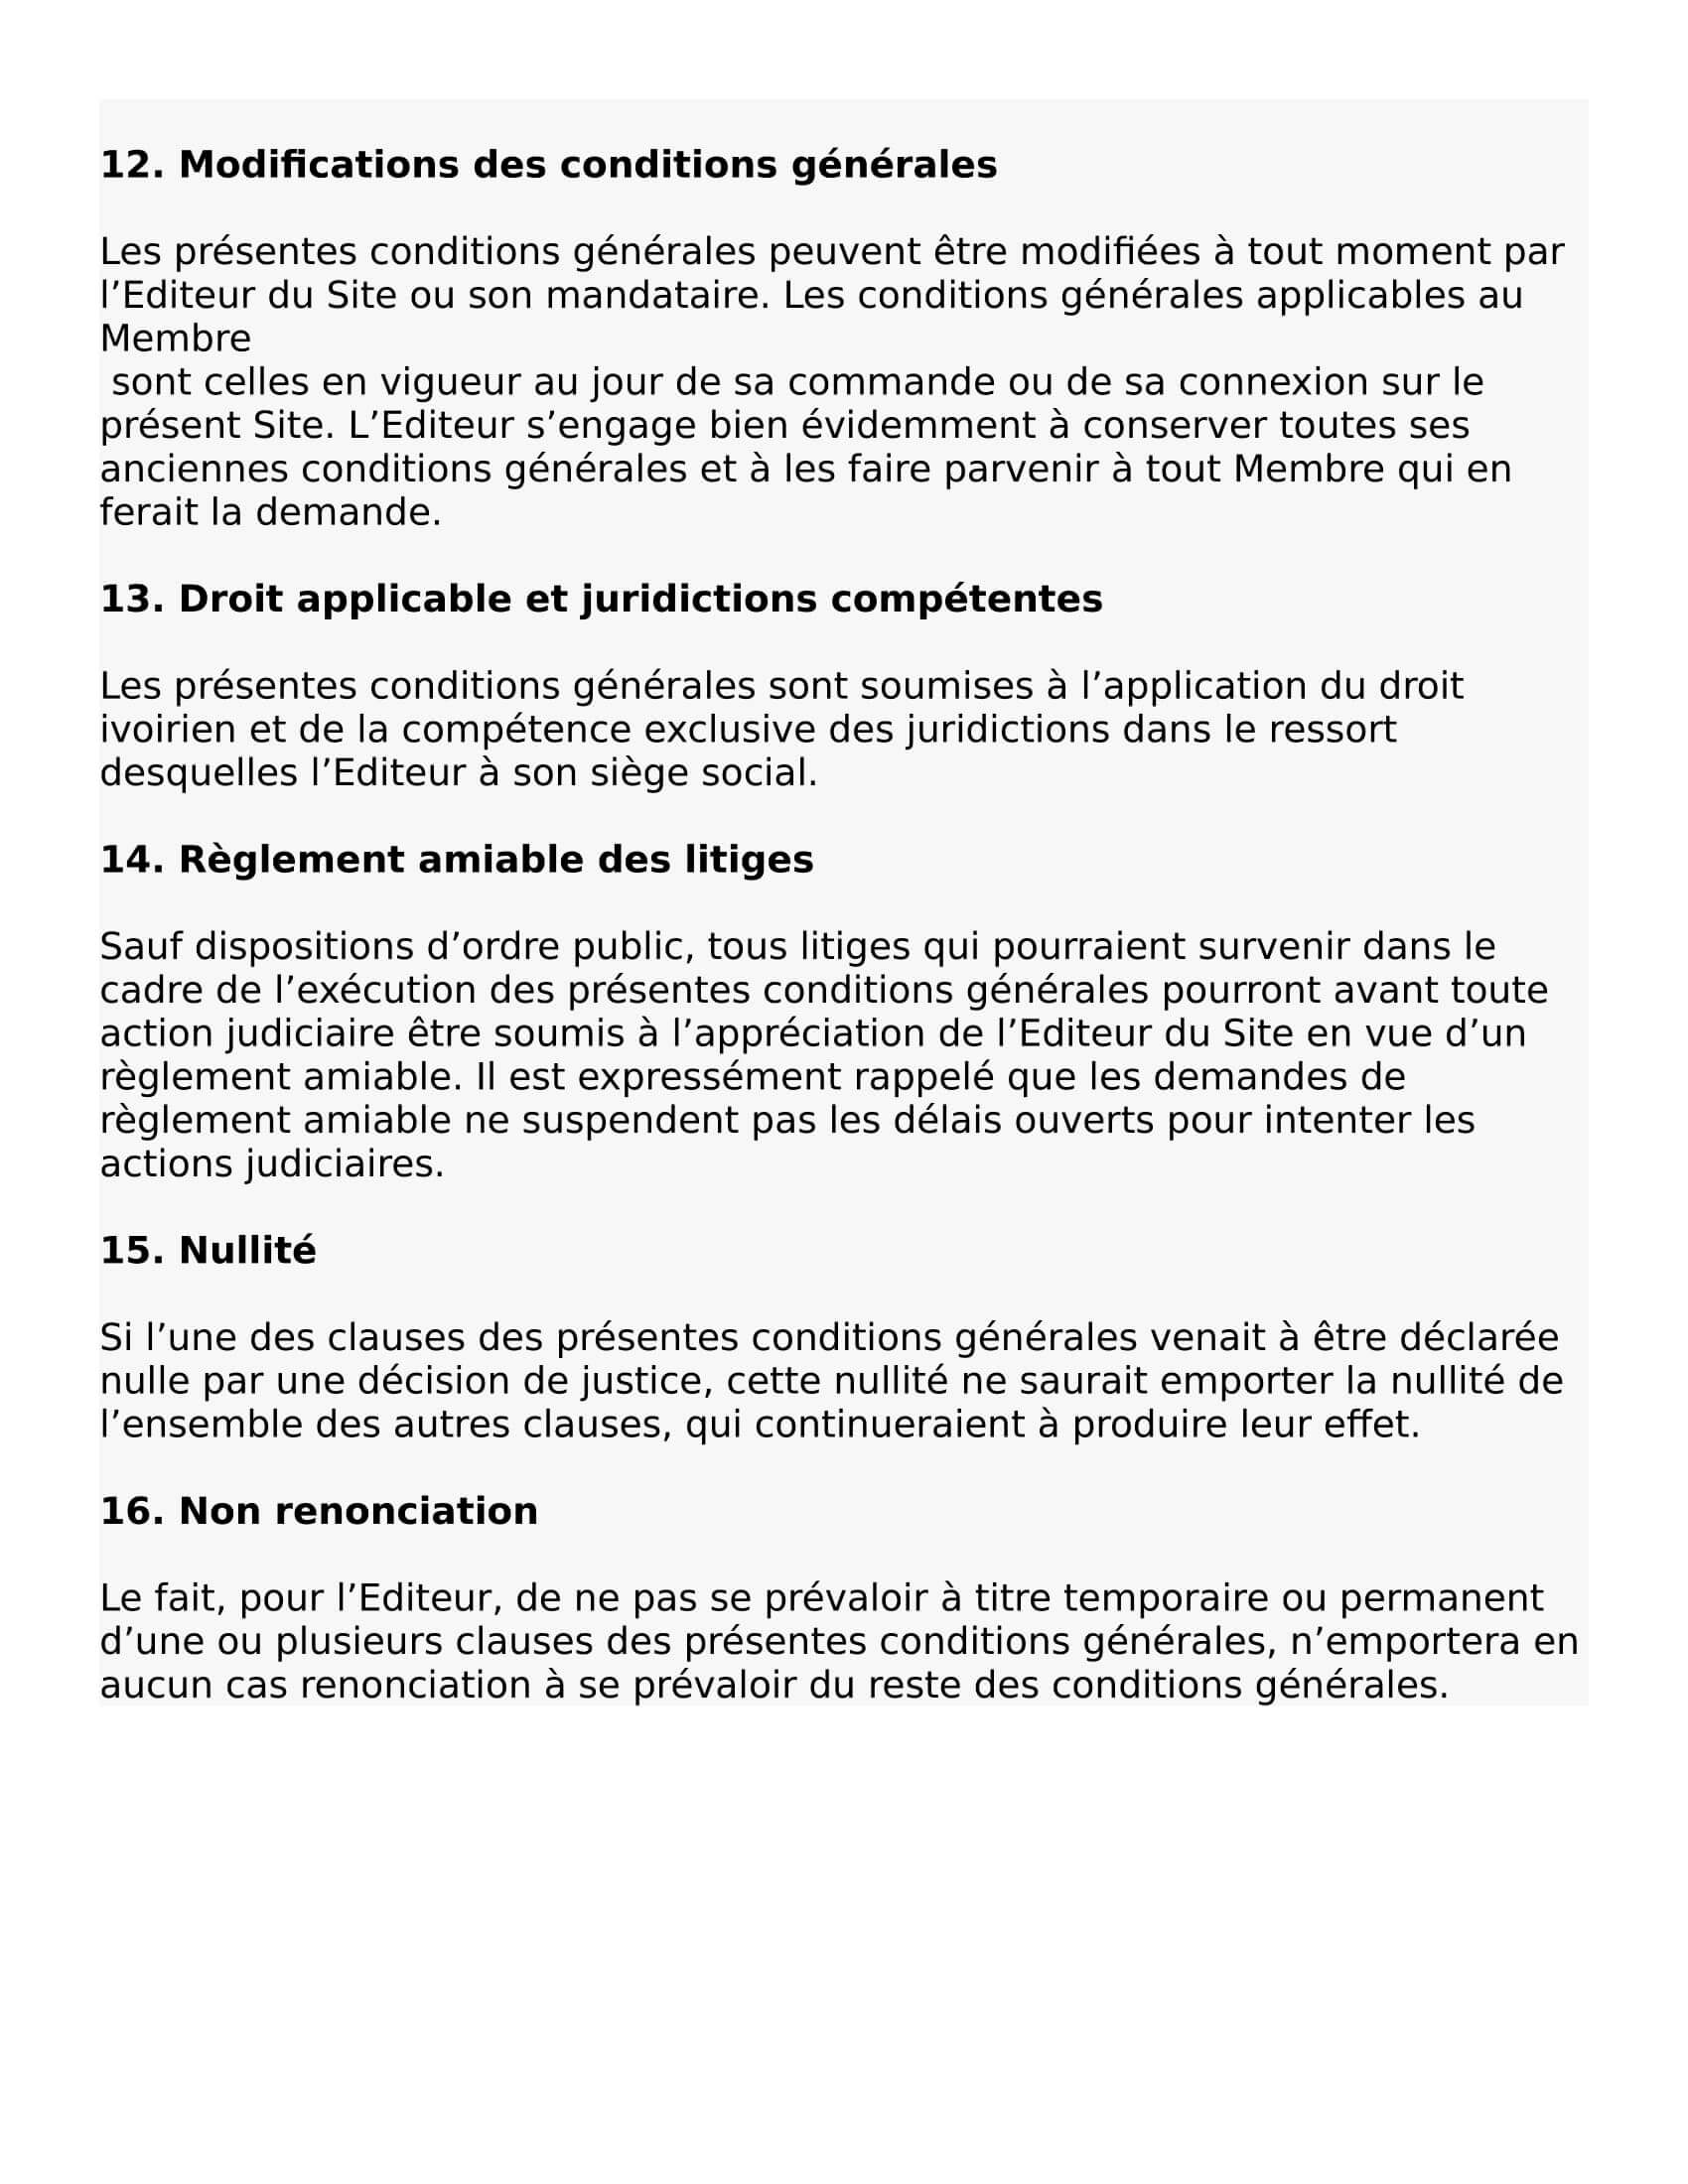 12. Modifications des conditions générales
Les présentes conditions générales peuvent être modifiées à tout moment par
l’Editeur du Site ou son mandataire. Les conditions générales applicables au
Membre
sont celles en vigueur au jour de sa commande ou de sa connexion sur le
présent Site. L’Editeur s’engage bien évidemment à conserver toutes ses
anciennes conditions générales et à les faire parvenir à tout Membre qui en
ferait la demande.
13. Droit applicable et juridictions compétentes
Les présentes conditions générales sont soumises à l’application du droit
ivoirien et de la compétence exclusive des juridictions dans le ressort
desquelles l’Editeur à son siège social.
14. Règlement amiable des litiges
Sauf dispositions d’ordre public, tous litiges qui pourraient survenir dans le
cadre de l’exécution des présentes conditions générales pourront avant toute
action judiciaire être soumis à l’appréciation de l’Editeur du Site en vue d’un
règlement amiable. Il est expressément rappelé que les demandes de
règlement amiable ne suspendent pas les délais ouverts pour intenter les
actions judiciaires.
15. Nullité
Si l’une des clauses des présentes conditions générales venait à être déclarée
nulle par une décision de justice, cette nullité ne saurait emporter la nullité de
l’ensemble des autres clauses, qui continueraient à produire leur effet.
16. Non renonciation
Le fait, pour l’Editeur, de ne pas se prévaloir à titre temporaire ou permanent
d’une ou plusieurs clauses des présentes conditions générales, n’emportera en
aucun cas renonciation à se prévaloir du reste des conditions générales.